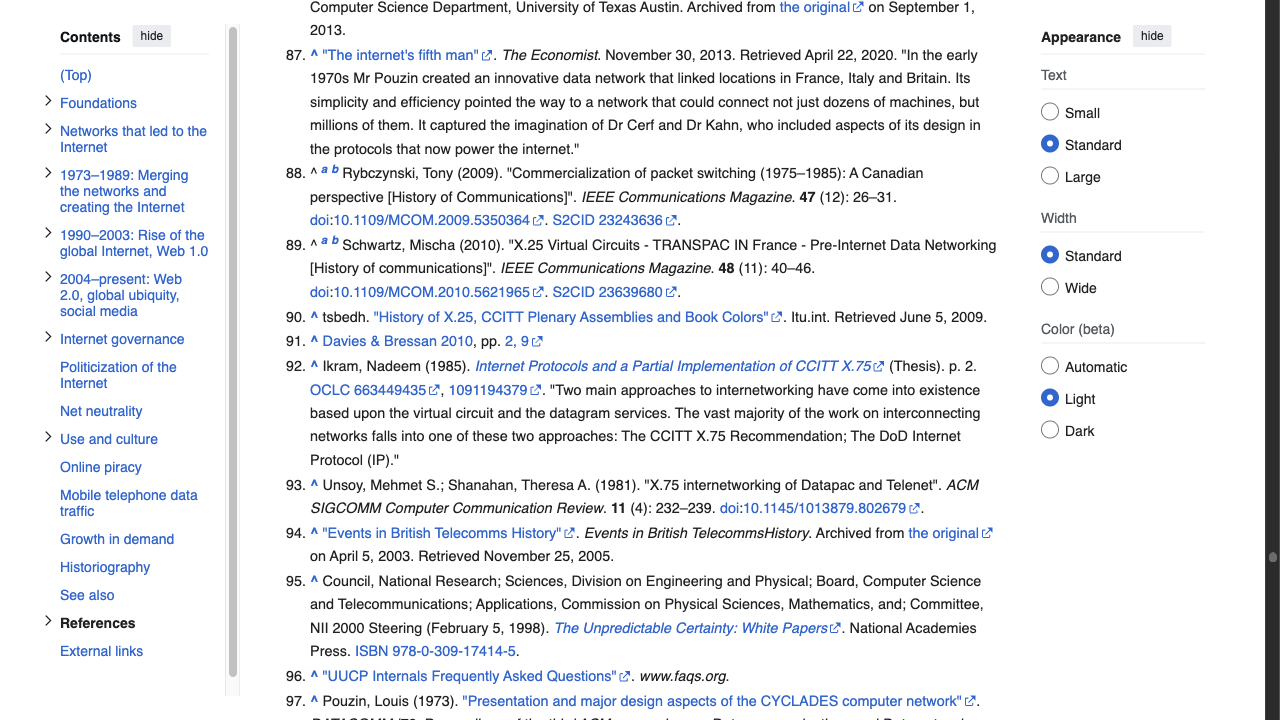 Contents hide
(Top)
Foundations
Networks that led to the
Internet
1973–1989: Merging
the networks and
creating the Internet
1990–2003: Rise of the
global Internet, Web 1.0
2004–present: Web
2.0, global ubiquity,
social media
Internet governance
Politicization of the
Internet
Net neutrality
Use and culture
Online piracy
Mobile telephone data
traffic
Growth in demand
Historiography
See also
References
External links
Computer Science Department, University of Texas Austin. Archived from the original on September 1,
2013.
87. ^ "The internet's fifth man". The Economist. November 30, 2013. Retrieved April 22, 2020. "In the early
1970s Mr Pouzin created an innovative data network that linked locations in France, Italy and Britain. Its
simplicity and efficiency pointed the way to a network that could connect not just dozens of machines, but
millions of them. It captured the imagination of Dr Cerf and Dr Kahn, who included aspects of its design in
the protocols that now power the internet."
88. ^ a b Rybczynski, Tony (2009). "Commercialization of packet switching (1975–1985): A Canadian
perspective [History of Communications]". IEEE Communications Magazine. 47 (12): 26–31.
doi:10.1109/MCOM.2009.5350364. S2CID 23243636.
89. ^ a b Schwartz, Mischa (2010). "X.25 Virtual Circuits - TRANSPAC IN France - Pre-Internet Data Networking
[History of communications]". IEEE Communications Magazine. 48 (11): 40–46.
doi:10.1109/MCOM.2010.5621965. S2CID 23639680.
90. ^ tsbedh. "History of X.25, CCITT Plenary Assemblies and Book Colors". Itu.int. Retrieved June 5, 2009.
91. ^ Davies & Bressan 2010, pp. 2, 9
92. ^ Ikram, Nadeem (1985). Internet Protocols and a Partial Implementation of CCITT X.75 (Thesis). p. 2.
OCLC 663449435, 1091194379. "Two main approaches to internetworking have come into existence
based upon the virtual circuit and the datagram services. The vast majority of the work on interconnecting
networks falls into one of these two approaches: The CCITT X.75 Recommendation; The DoD Internet
Protocol (IP)."
93. ^ Unsoy, Mehmet S.; Shanahan, Theresa A. (1981). "X.75 internetworking of Datapac and Telenet". ACM
SIGCOMM Computer Communication Review. 11 (4): 232–239. doi:10.1145/1013879.802679.
94. ^ "Events in British Telecomms History". Events in British TelecommsHistory. Archived from the original
on April 5, 2003. Retrieved November 25, 2005.
95. ^ Council, National Research; Sciences, Division on Engineering and Physical; Board, Computer Science
and Telecommunications; Applications, Commission on Physical Sciences, Mathematics, and; Committee,
NII 2000 Steering (February 5, 1998). The Unpredictable Certainty: White Papers. National Academies
Press. ISBN 978-0-309-17414-5.
96. ^ "UUCP Internals Frequently Asked Questions". www.faqs.org.
97. ^ Pouzin, Louis (1973). "Presentation and major design aspects of the CYCLADES computer network".
Appearance hide
Text
Small
Standard
Large
Width
Standard
Wide
Color (beta)
Automatic
Light
Dark